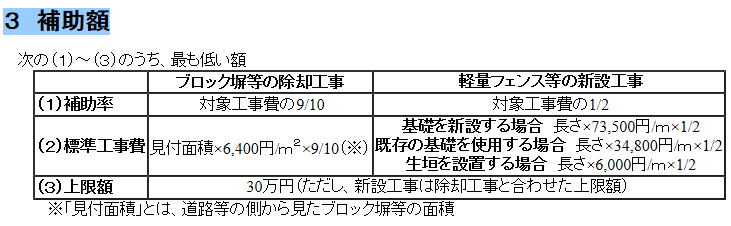 3 補助額
次の(1)~(3)のうち、最も低い額
ブロック塀等の除却工事 軽量フェンス等の新設工事
(1)補助率 対象工事費の9/10 対象工事費の1/2
(2)標準工事費 見付面積×6,400円/㎡×9/10(※) 基礎を新設する場合 長さ×73,500円/m×1/2
既存の基礎を使用する場合 長さ×34,800円/m×1/2
生垣を設置する場合 長さ×6,000円/m×1/2
(3)上限額 30万円(ただし、新設工事は除却工事と合わせた上限額)
※「見付面積」とは、道路等の側から見たブロック塀等の面積